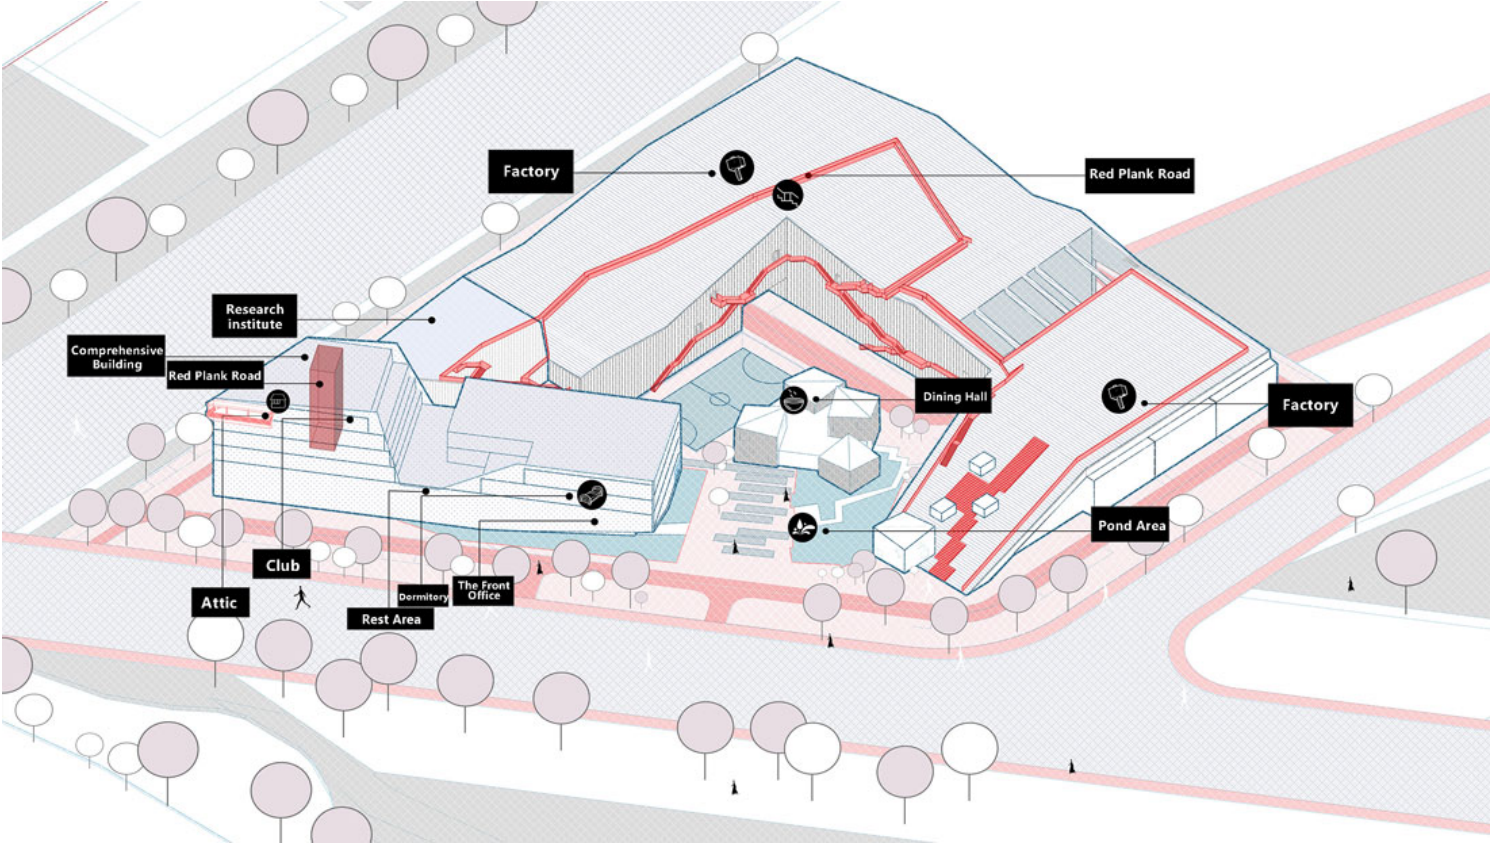 Factory
Red Plank Road
Research
institute
Comprehensive
Building
Red Plank Road
Dining Hall
Factory
Pond Area
Club
Attic
Dormitory
The Front
Office
Rest Area